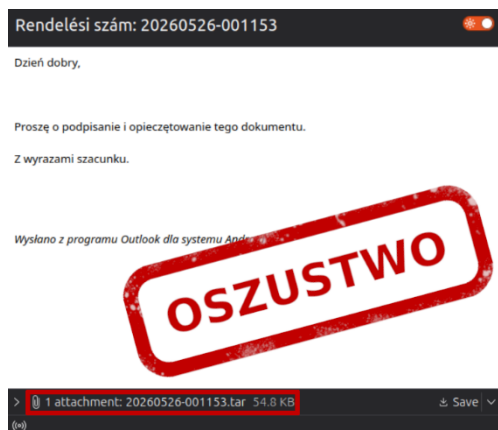 Rendelési szám: 20260526-001153
Dzień dobry,
Proszę o podpisanie i opieczętowanie tego dokumentu.
Z wyrazami szacunku.
Wysłano z programu Outlook dla systemu
OSZUSTWO
1 attachment: 20260526-001153.tar 54.8 KB
Save